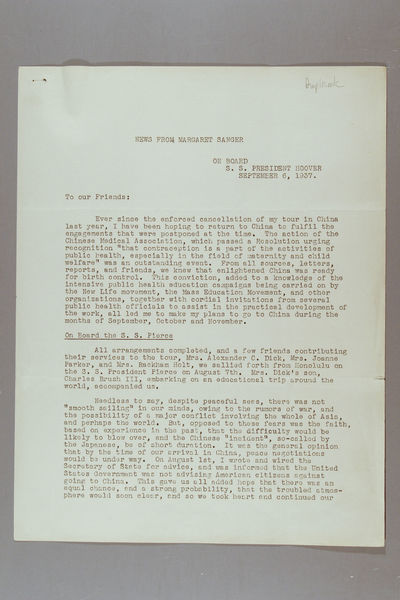 Duplicate
NEWS FROM MARGARET SANGER
ON BOARD
S. S. PRESIDENT HOOVER
SEPTEMBER 6, 1937.
To our Friends:
Ever since the enforced cancellation of my tour in China
last year, I have been hoping to return to China to fulfil the
engagements that were postponed at the time. The action of the
Chinese Medical Association, which passed a Resolution urging
recognition "that contraception is a part of the activities of
public health, especially in the field of maternity and child
welfare" was an outstanding event. From all sources, letters,
reports, and friends, we knew that enlightened China was ready
for birth control. This conviction, added to a knowledge of the
intensive public health education campaigns being carried on by
the New Life movement, the Mass Education Movement, and other
organizations, together with cordial invitations from several
public health officials to assist in the practical development of
the work, all led me to make my plans to go to China during the
months of September, October and November.
On Board the S. S. Pierce
All arrangements completed, and a few friends contributing
their services to the tour, Mrs. Alexander C. Dick, Mrs. Joanne
Parker, and Mrs. Rackham Holt, we sallied forth from Honolulu on
the S. S. President Pierce on August 7th. Mrs. Dick's son,
Charles Brush III, embarking on an educational trip around the
world, accompanied us.
Needless to say, despite peaceful seas, there was not
"smooth sailing" in our minds, owing to the rumors of war, and
the possibility of a major conflict involving the whole of Asia,
and perhaps the world. But, opposed to these fears was the faith,
based on experience in the past, that the difficulty would be
likely to blow over, and the Chinese "incident", so-called by
the Japanese, be of short duration. It was the general opinion
that by the time of our arrival in China, peace negotiations
would be under way. On August 1st, I wrote and wired the
Secretary of State for advice, and was informed that the United
States Government was not advising American citizens against
going to China. This gave us all added hope that there was an
equal chance, and a strong probability, that the troubled atmos-
phere would soon clear, and so we took heart and continued our